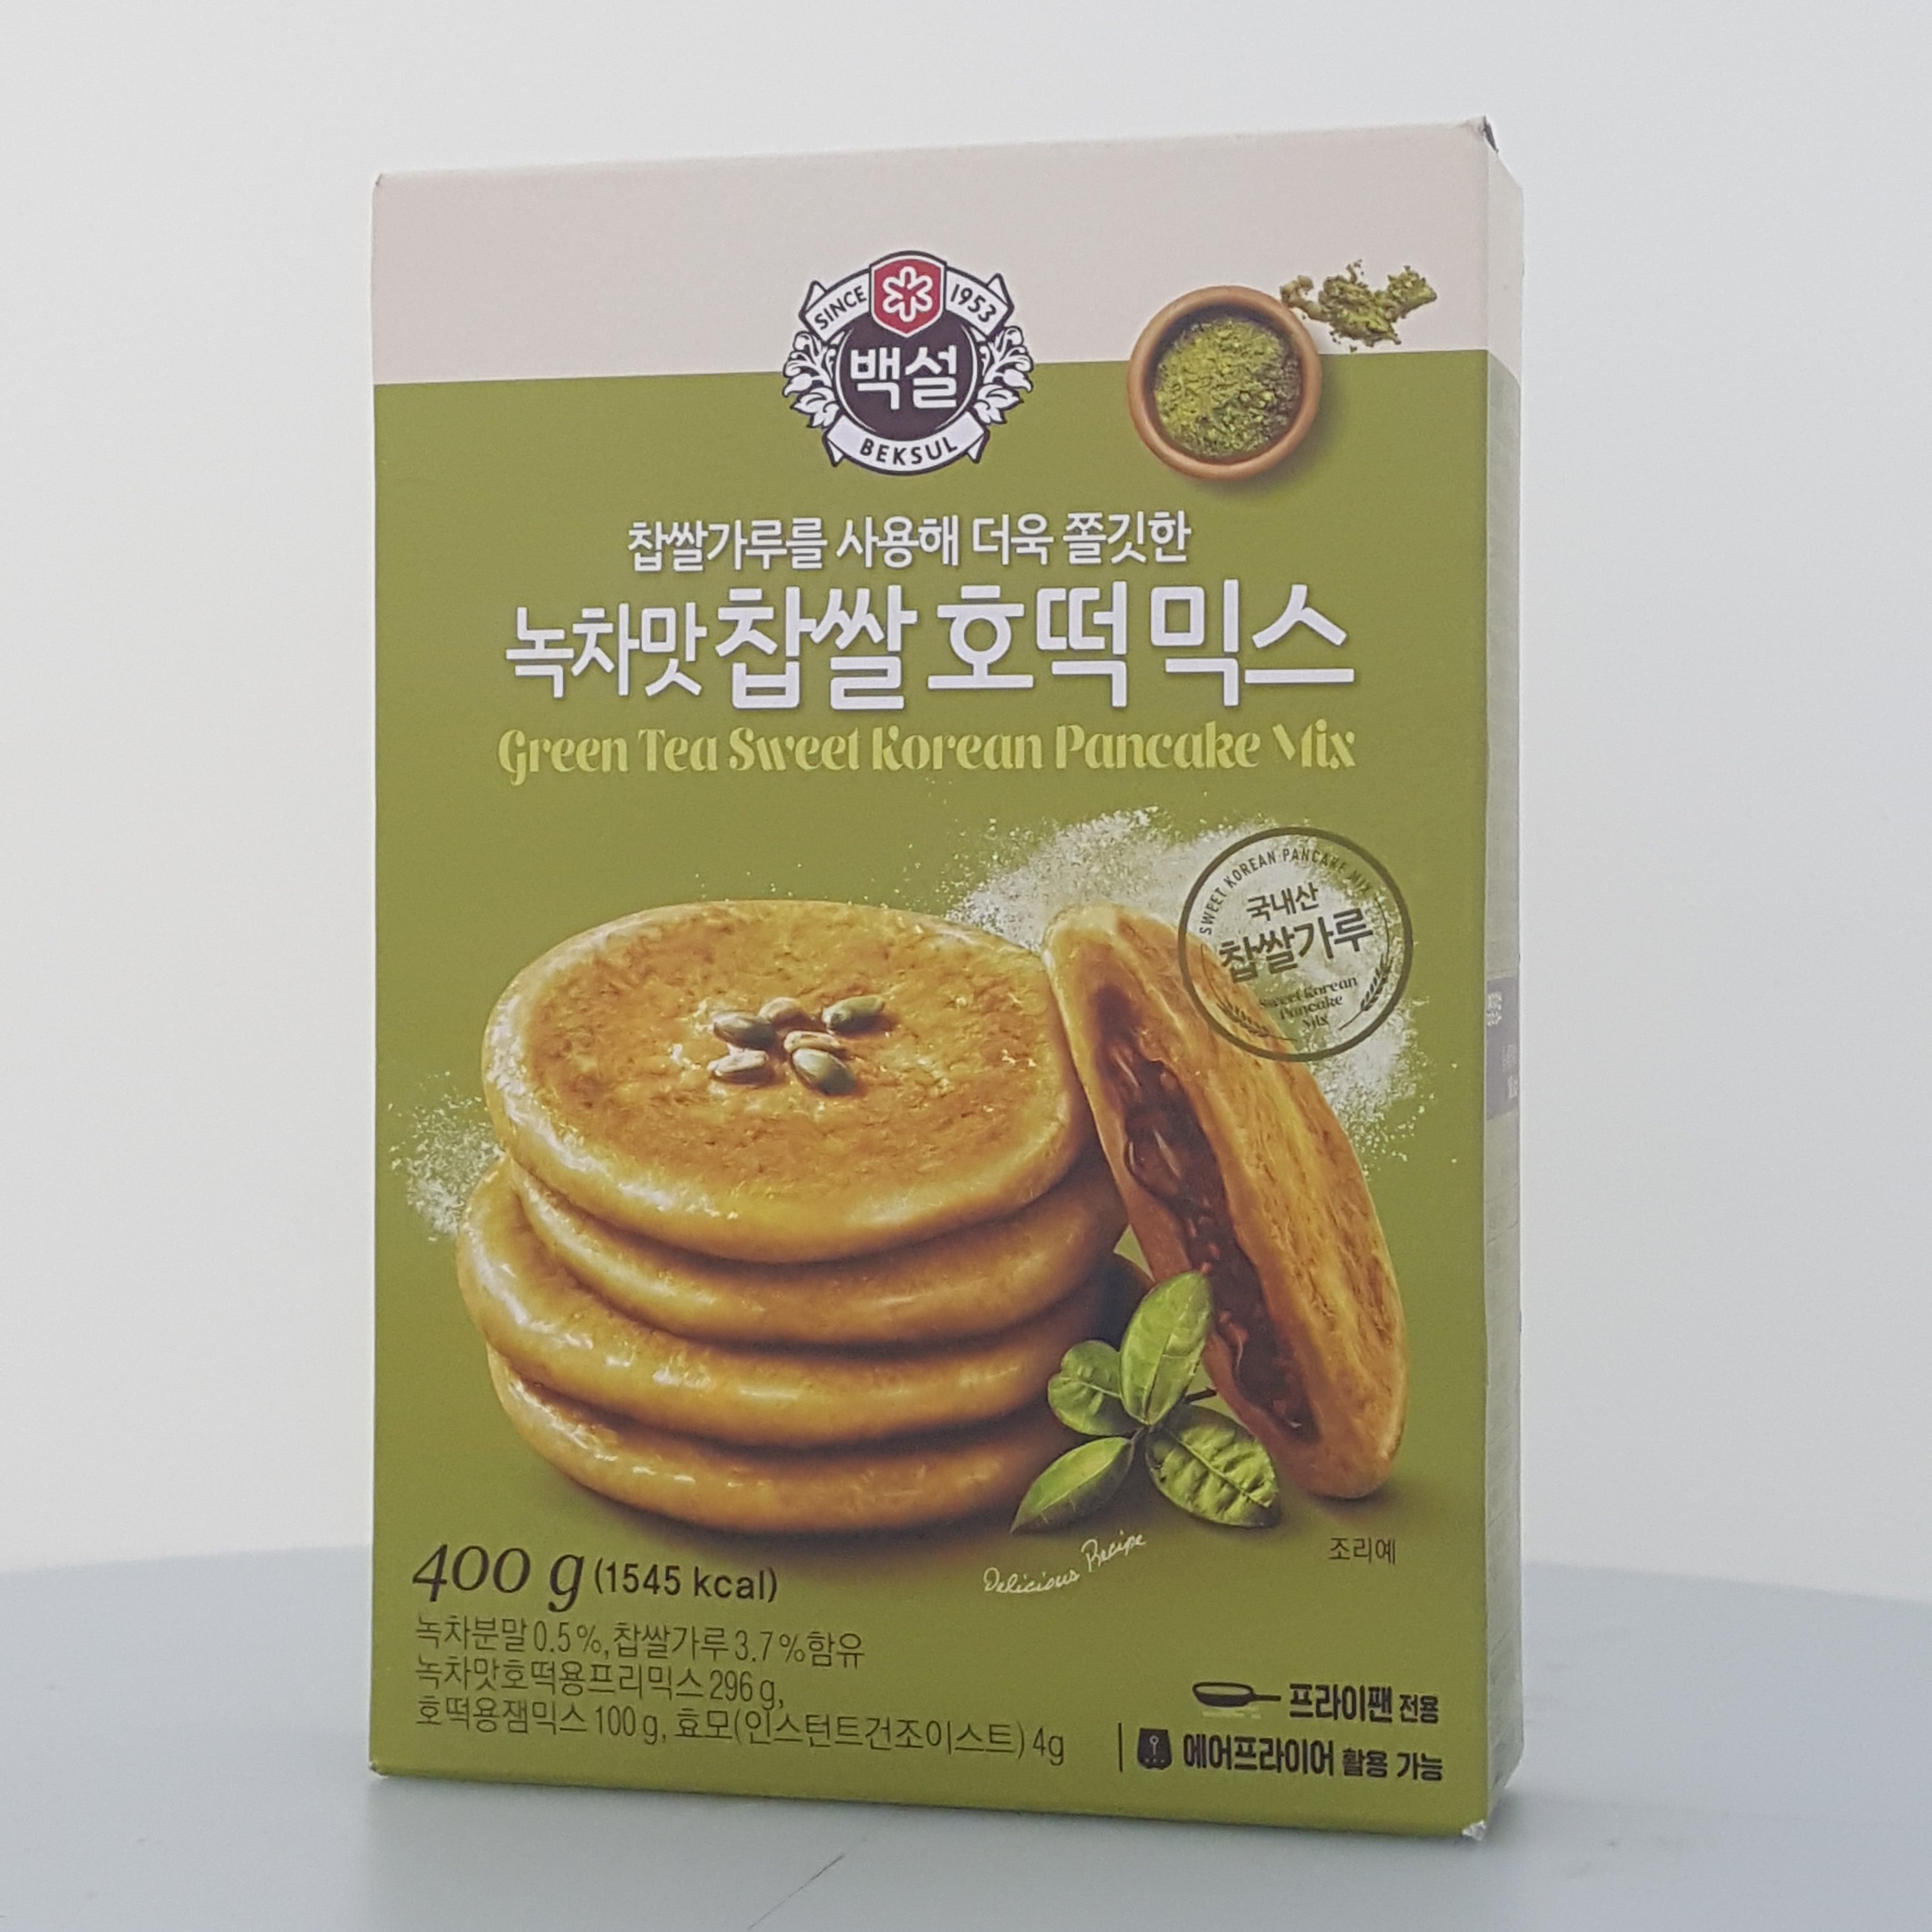 SINCE 1953
백설
BEKSUL
찹쌀가루를 사용해 더욱 쫄깃한
녹차맛 찹쌀 호떡 믹스
Green Tea Sweet Korean Pancake Mix
SWEET KOREAN PANCAKE MIX
국내산
찹쌀가루
Sweet Korean
Pancake
Mix
조리예
Delicious Recipe
400 g (1545 kcal)
녹차분말 0.5%, 찹쌀가루 3.7% 함유
녹차맛호떡용프리믹스 296 g,
호떡용잼믹스 100 g, 효모(인스턴트건조이스트) 4g
프라이팬 전용
에어프라이어 활용 가능